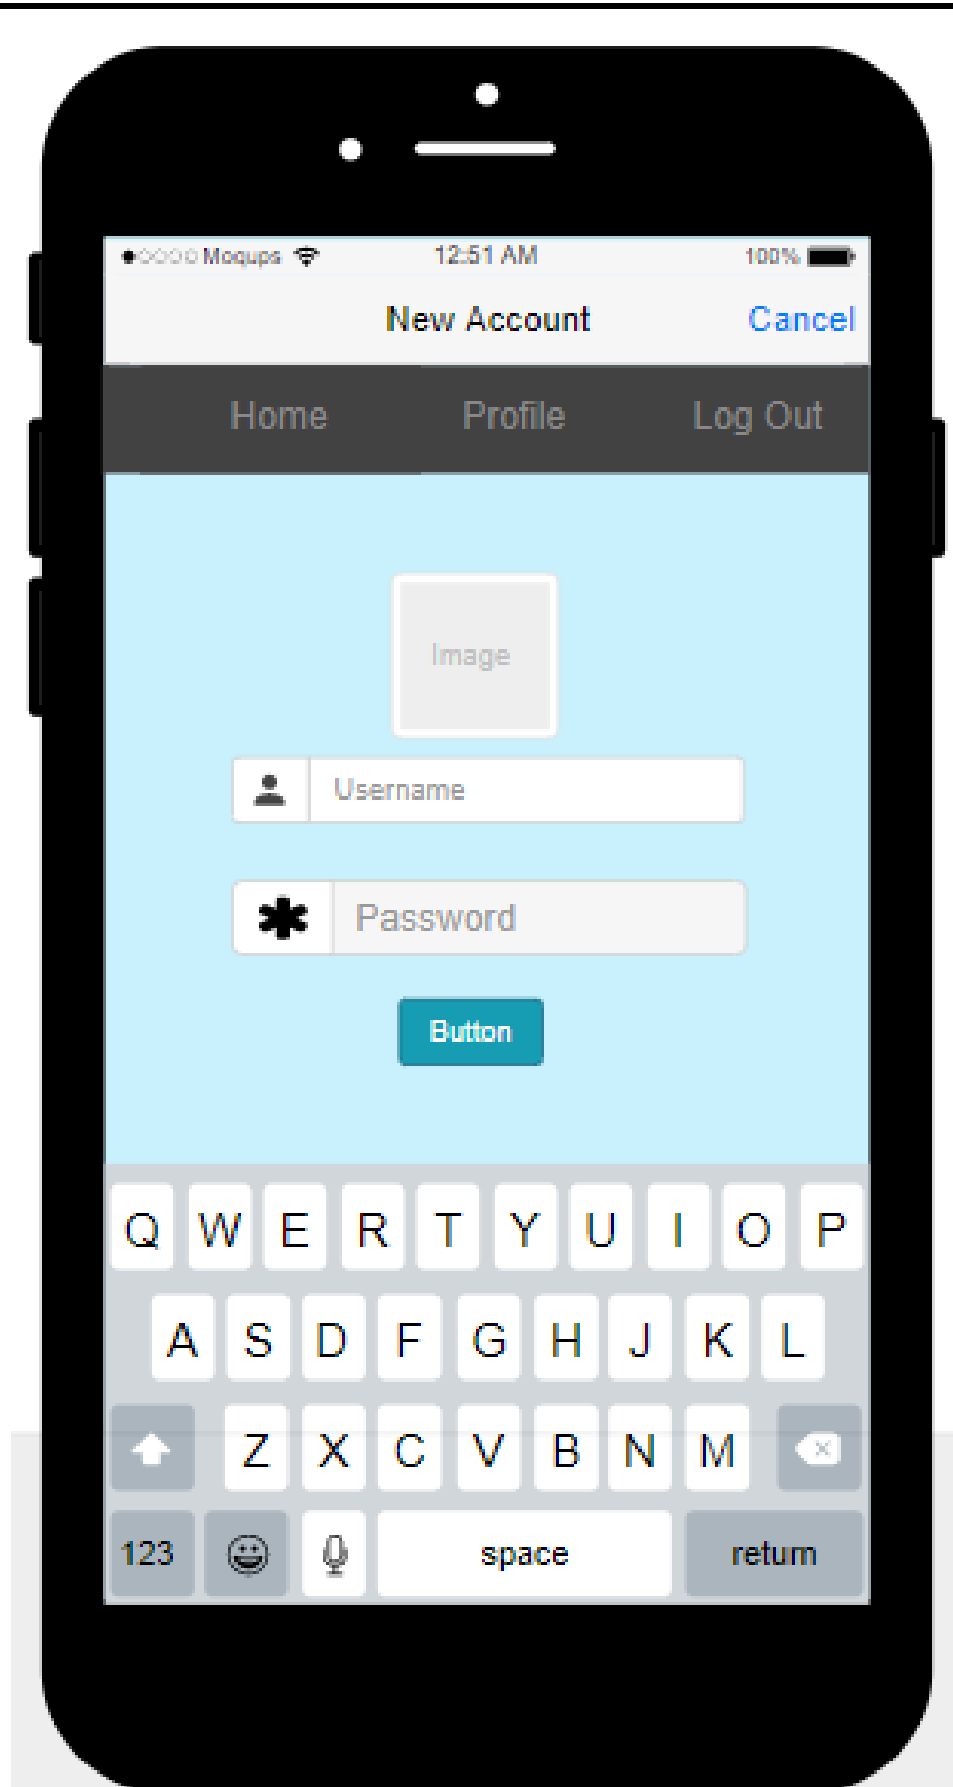 Moqups 12:51 AM 100%
New Account Cancel
Home Profile Log Out
Image
Username
Password
Button
Q W E R T Y U I O P
A S D F G H J K L
Z X C V B N M
123 space return